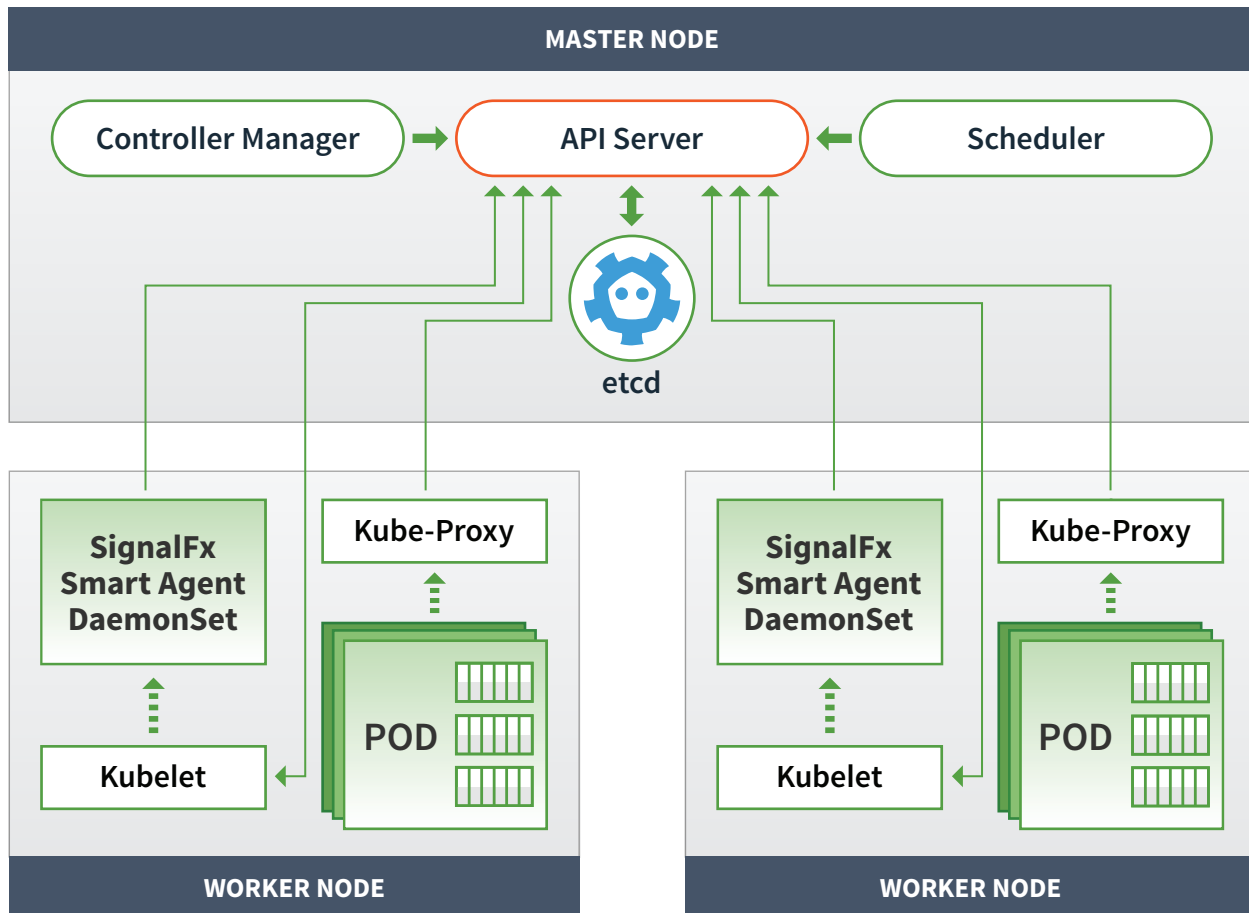 MASTER NODE
Controller Manager
API Server
Scheduler
etcd
SignalFx
Smart Agent
DaemonSet
Kube-Proxy
POD
Kubelet
WORKER NODE
SignalFx
Smart Agent
DaemonSet
Kube-Proxy
POD
Kubelet
WORKER NODE